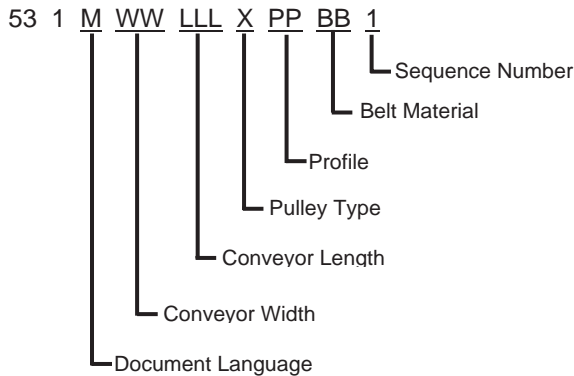 53 1 M WW LLL X PP BB 1
Sequence Number
Belt Material
Profile
Pulley Type
Conveyor Length
Conveyor Width
Document Language